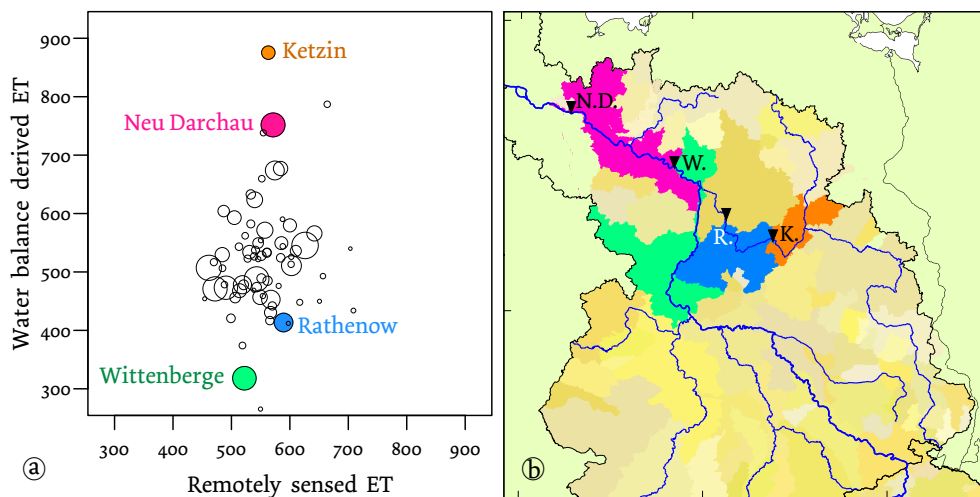 900
800
700
600
500
400
300
Water balance derived ET
Ketzin
Neu Darchau
Rathenow
Wittenberge
300 400 500 600 700 800 900
Remotely sensed ET
a
N.D.
W.
R.
K.
b